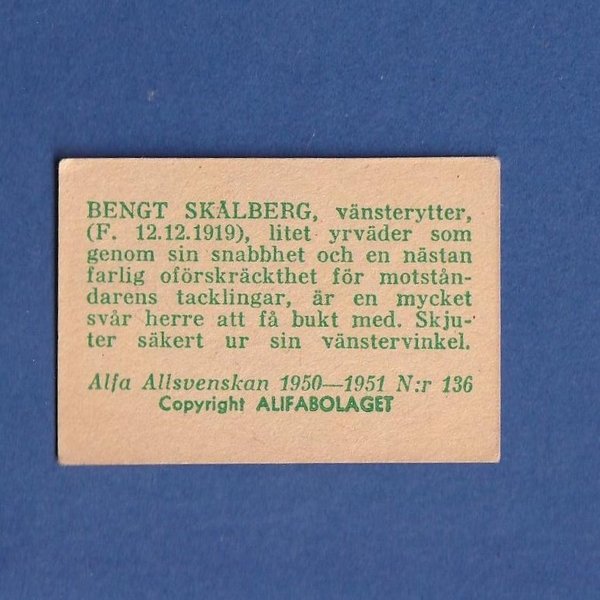 BENGT SKÅLBERG, vänsterytter,
(F. 12.12.1919), litet yrväder som
genom sin snabbhet och en nästan
farlig oförskräckthet för motstån-
darens tacklingar, är en mycket
svår herre att få bukt med. Skju-
ter säkert ur sin vänstervinkel.
Alfa Allsvenskan 1950—1951 N:r 136
Copyright ALIFABOLAGET